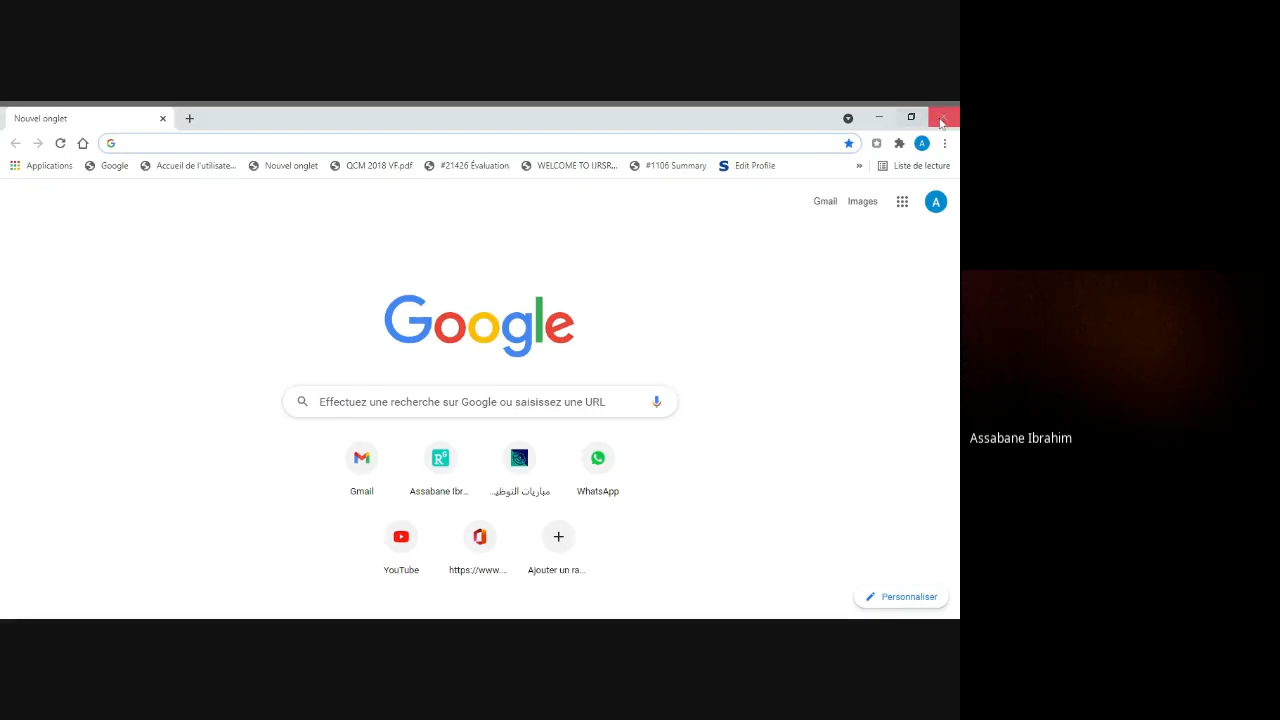 Nouvel onglet
Applications Google Accueil de l'utilisate... Nouvel onglet QCM 2018 VF.pdf #21426 Évaluation WELCOME TO IJRSR... #1106 Summary Edit Profile » Liste de lecture
Gmail Images A
Google
Effectuez une recherche sur Google ou saisissez une URL
Gmail Assabane Ibr... مباريات التوظيـ... WhatsApp
YouTube https://www.... Ajouter un ra...
Personnaliser
Assabane Ibrahim